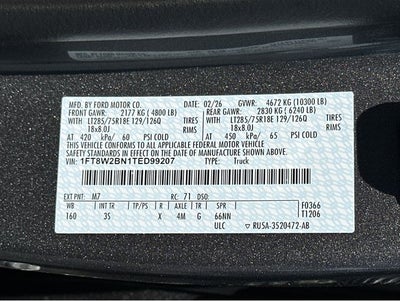 MFD. BY FORD MOTOR CO.
02/26 GVWR: 4672 KG (10300 LB)
FRONT GAWR: 2177 KG ( 4800 LB) REAR GAWR: 2830 KG ( 6240 LB)
WITH LT285/75R18E 129/126Q TIRES WITH LT285/75R18E 129/126Q TIRES
18x8.0J RIMS 18x8.0J RIMS
AT 420 kPa/ 60 PSI COLD AT 450 kPa/ 65 PSI COLD
THIS VEHICLE CONFORMS TO ALL APPLICABLE FEDERAL MOTOR VEHICLE
SAFETY STANDARDS IN EFFECT ON THE DATE OF MANUFACTURE SHOWN ABOVE.
VIN: 1FT8W2BN1TED99207 TYPE: Truck
EXT PNT: M7 RC: 71 DSO: F0366
WB INT TR TP/PS R AXLE TR SPR T1206
160 3S X 4M G 66NN
ULC RU5A-3520472-AB